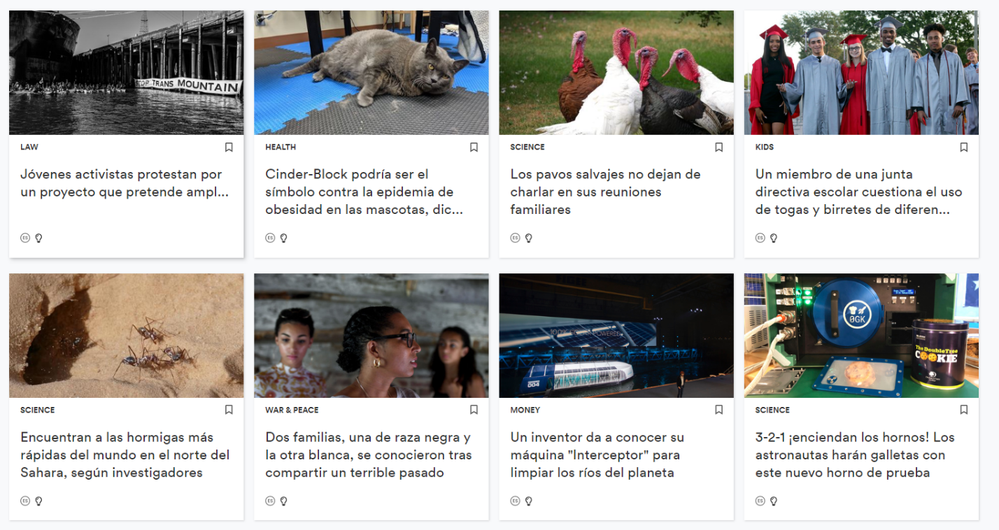 STOP TRANS MOUNTAIN
LAW
Jóvenes activistas protestan por
un proyecto que pretende ampl...
ES
HEALTH
Cinder-Block podría ser el
símbolo contra la epidemia de
obesidad en las mascotas, dic...
ES
SCIENCE
Los pavos salvajes no dejan de
charlar en sus reuniones
familiares
ES
KIDS
Un miembro de una junta
directiva escolar cuestiona el uso
de togas y birretes de diferen...
ES
SCIENCE
Encuentran a las hormigas más
rápidas del mundo en el norte del
Sahara, según investigadores
ES
WAR & PEACE
Dos familias, una de raza negra y
la otra blanca, se conocieron tras
compartir un terrible pasado
ES
100% SOLAR POWERED
004
MONEY
Un inventor da a conocer su
máquina "Interceptor" para
limpiar los ríos del planeta
ES
ØGK
The DoubleTree
COOKIE
SCIENCE
3-2-1 ¡enciendan los hornos! Los
astronautas harán galletas con
este nuevo horno de prueba
ES